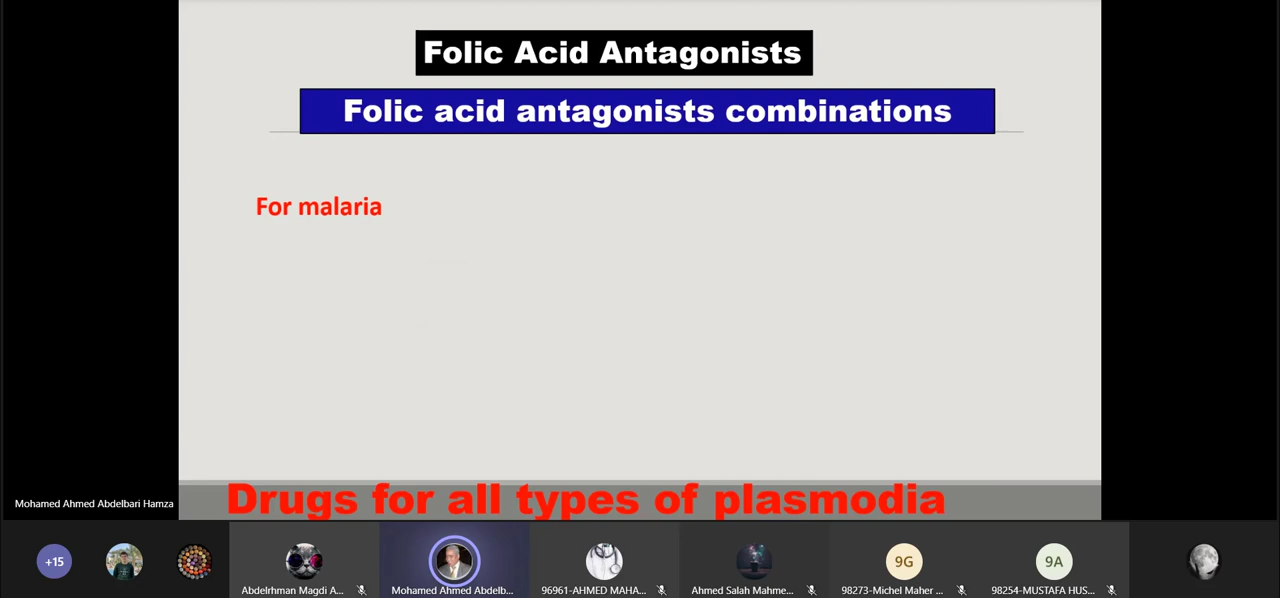 Folic Acid Antagonists
Folic acid antagonists combinations
For malaria
Drugs for all types of plasmodia
Mohamed Ahmed Abdelbari Hamza
+15
9G
9A
Abdelrhman Magdi A...
Mohamed Ahmed Abdelb...
96961-AHMED MAHA...
Ahmed Salah Mahme...
98273-Michel Maher ...
98254-MUSTAFA HUS...